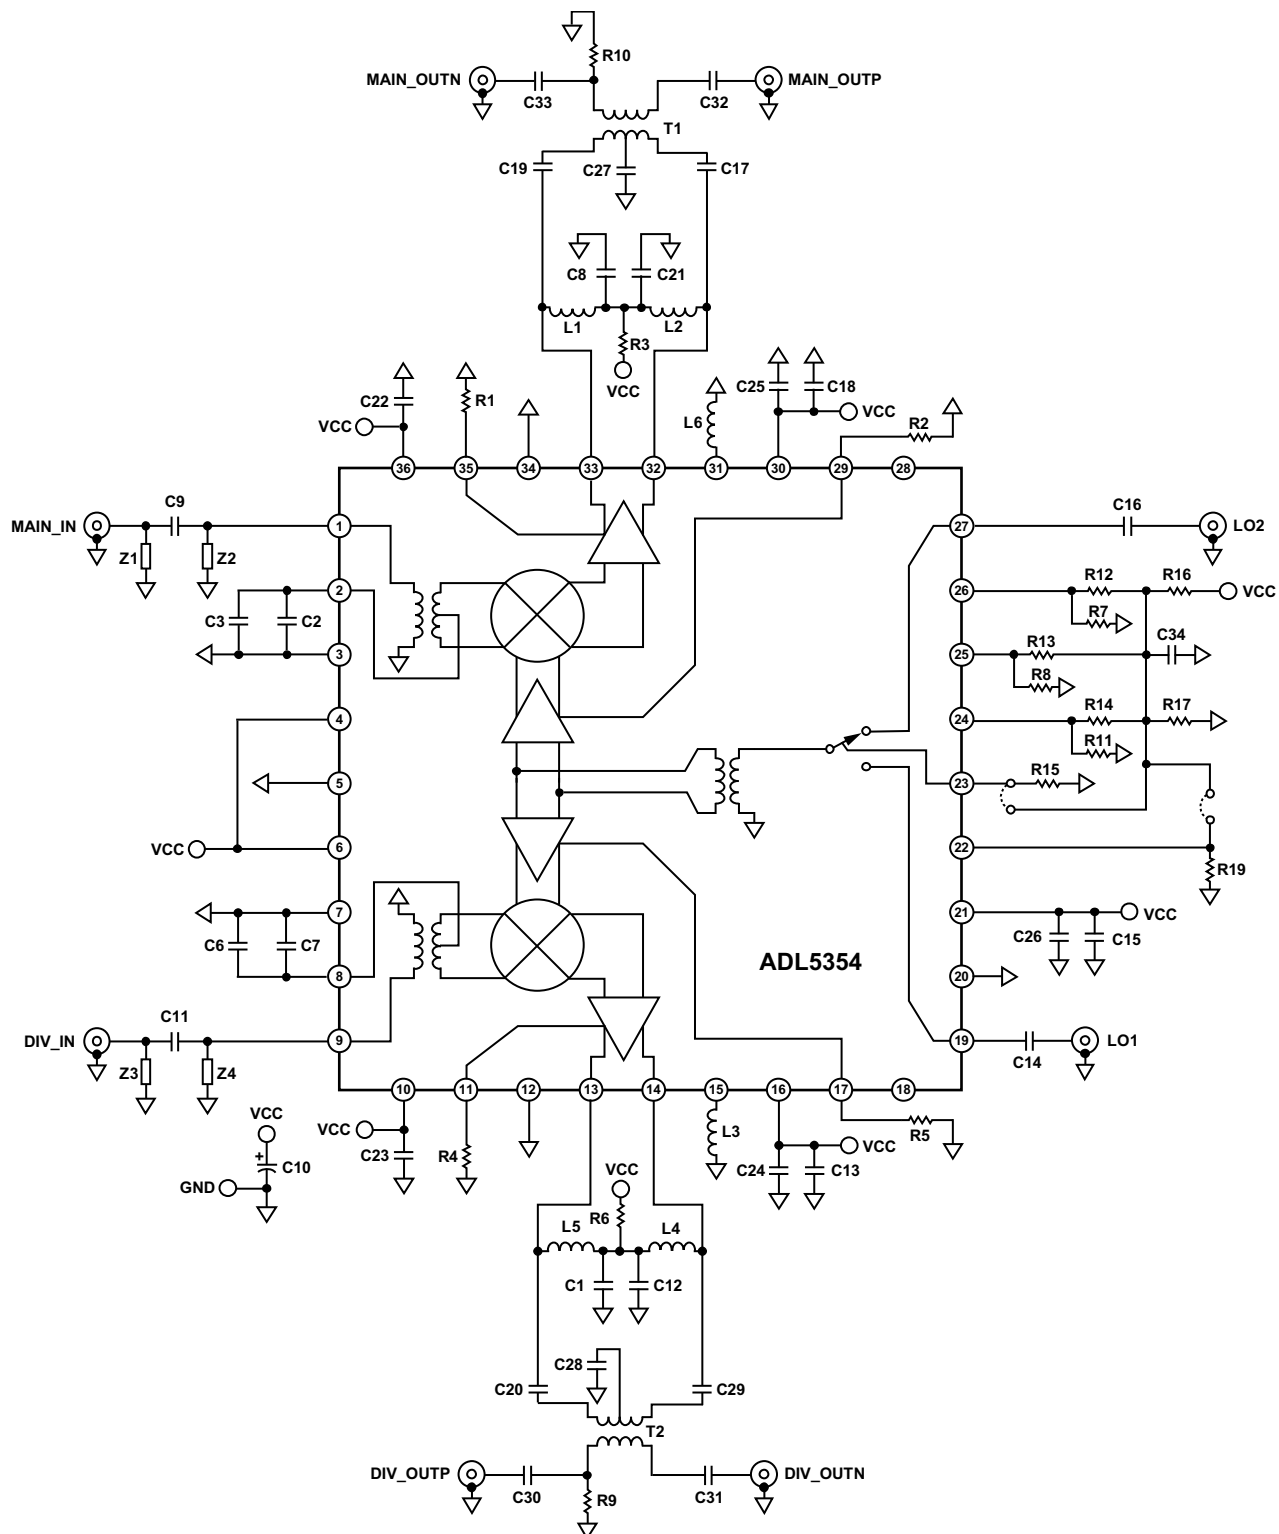 R10
MAIN_OUTN
MAIN_OUTP
C33
C32
T1
C19
C27
C17
C8
C21
L1
L2
R3
VCC
C22
VCC
R1
L6
C25
C18
VCC
R2
36
35
34
33
32
31
30
29
28
MAIN_IN
C9
Z1
Z2
1
27
C16
LO2
2
C3
C2
26
R12
R16
VCC
R7
3
25
R13
C34
R8
4
24
R14
R17
R11
5
23
R15
VCC
6
22
R19
7
21
VCC
C6
C7
C26
C15
8
ADL5354
20
DIV_IN
C11
Z3
Z4
9
19
C14
LO1
10
11
12
13
14
15
16
17
18
VCC
C23
R4
L3
C24
C13
VCC
R5
VCC
C10
+
GND
VCC
R6
L5
L4
C1
C12
C28
C20
C29
T2
DIV_OUTP
DIV_OUTN
C30
R9
C31